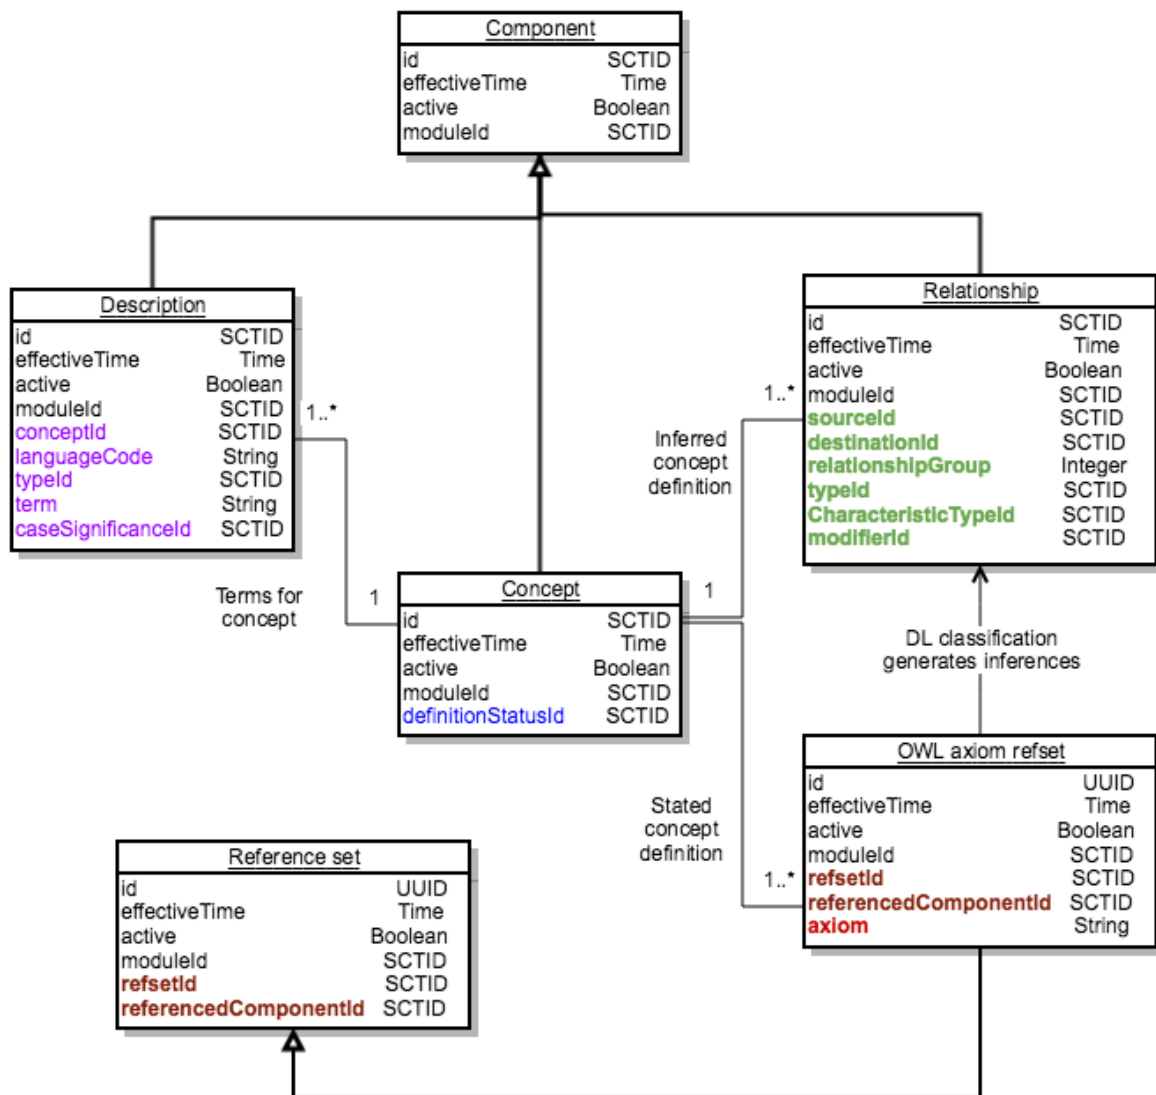 Component
id SCTID
effectiveTime Time
active Boolean
moduleId SCTID
Description
id SCTID
effectiveTime Time
active Boolean
moduleId SCTID
conceptId SCTID
languageCode String
typeId SCTID
term String
caseSignificanceId SCTID
1..*
Terms for
concept
1
Relationship
id SCTID
effectiveTime Time
active Boolean
moduleId SCTID
sourceId SCTID
destinationId SCTID
relationshipGroup Integer
typeId SCTID
CharacteristicTypeId SCTID
modifierId SCTID
1..*
Inferred
concept
definition
1
Concept
id SCTID
effectiveTime Time
active Boolean
moduleId SCTID
definitionStatusId SCTID
DL classification
generates inferences
Stated
concept
definition
1..*
OWL axiom refset
id UUID
effectiveTime Time
active Boolean
moduleId SCTID
refsetId SCTID
referencedComponentId SCTID
axiom String
Reference set
id UUID
effectiveTime Time
active Boolean
moduleId SCTID
refsetId SCTID
referencedComponentId SCTID